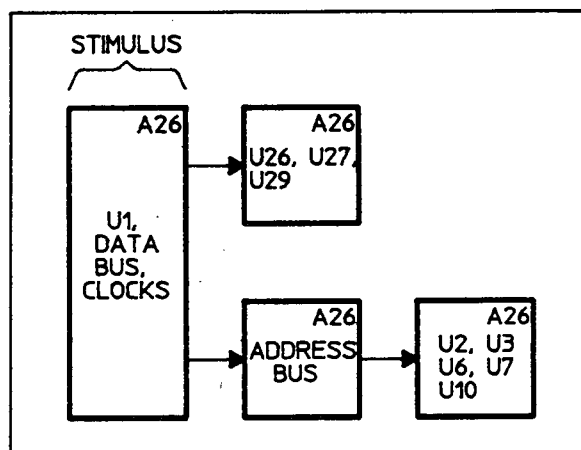 STIMULUS
A26
U1,
DATA
BUS,
CLOCKS
A26
U26, U27,
U29
A26
ADDRESS
BUS
A26
U2, U3
U6, U7
U10